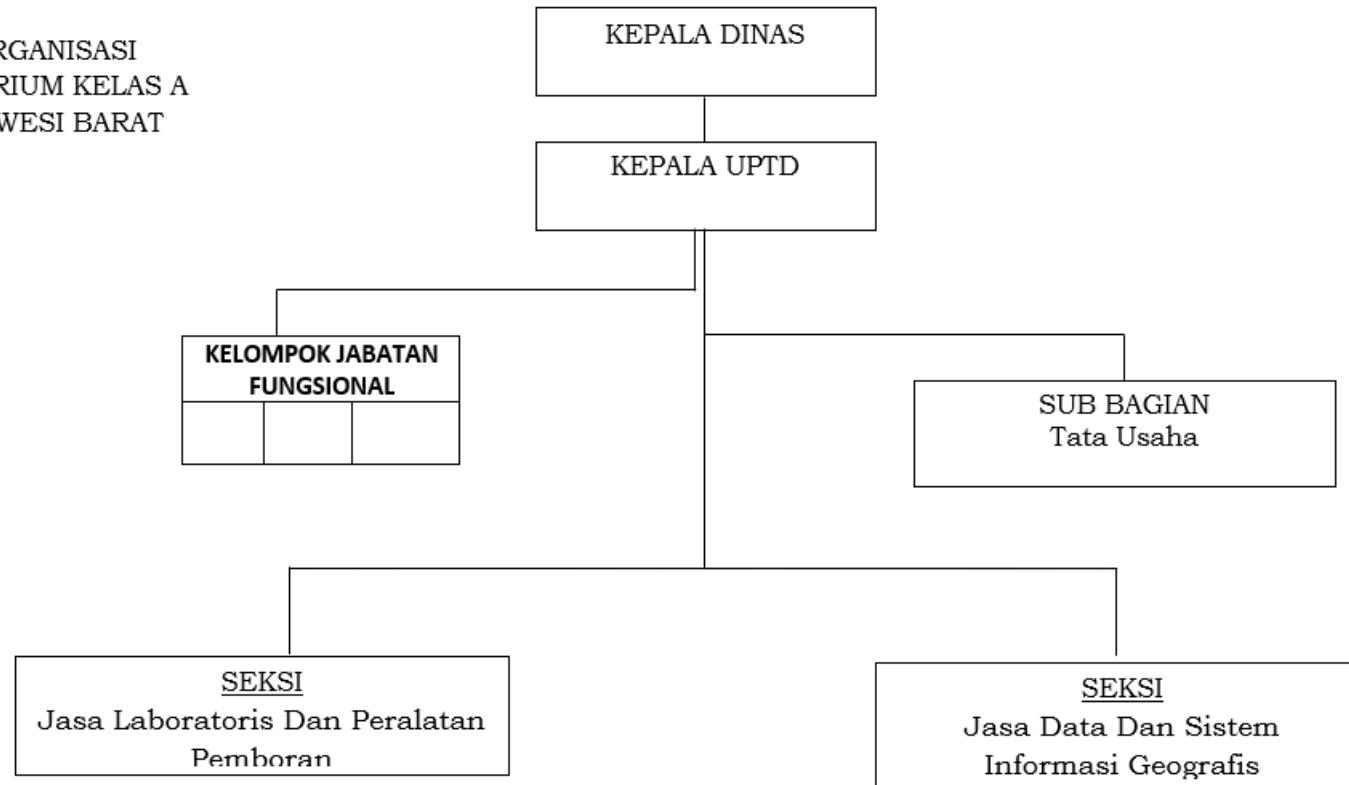 KEPALA DINAS
RGANISASI
RIUM KELAS A
WESI BARAT
KEPALA UPTD
KELOMPOK JABATAN
FUNGSIONAL
SUB BAGIAN
Tata Usaha
SEKSI
Jasa Laboratoris Dan Peralatan
Pemboran
SEKSI
Jasa Data Dan Sistem
Informasi Geografis